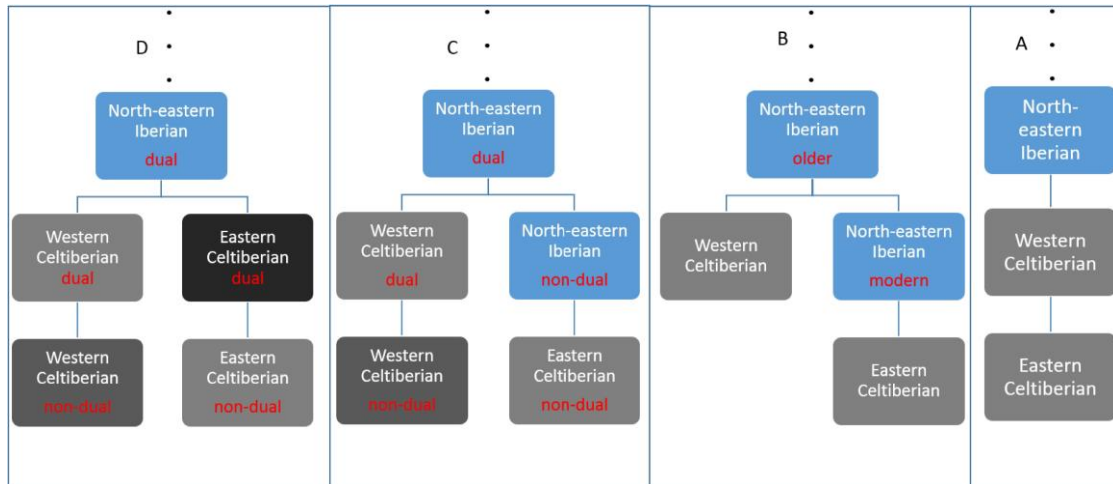 D
North-eastern
Iberian
dual
Western
Celtiberian
dual
Eastern
Celtiberian
dual
Western
Celtiberian
non-dual
Eastern
Celtiberian
non-dual
C
North-eastern
Iberian
dual
Western
Celtiberian
dual
North-eastern
Iberian
non-dual
Western
Celtiberian
non-dual
Eastern
Celtiberian
non-dual
B
North-eastern
Iberian
older
Western
Celtiberian
North-eastern
Iberian
modern
Eastern
Celtiberian
A
North-
eastern
Iberian
Western
Celtiberian
Eastern
Celtiberian